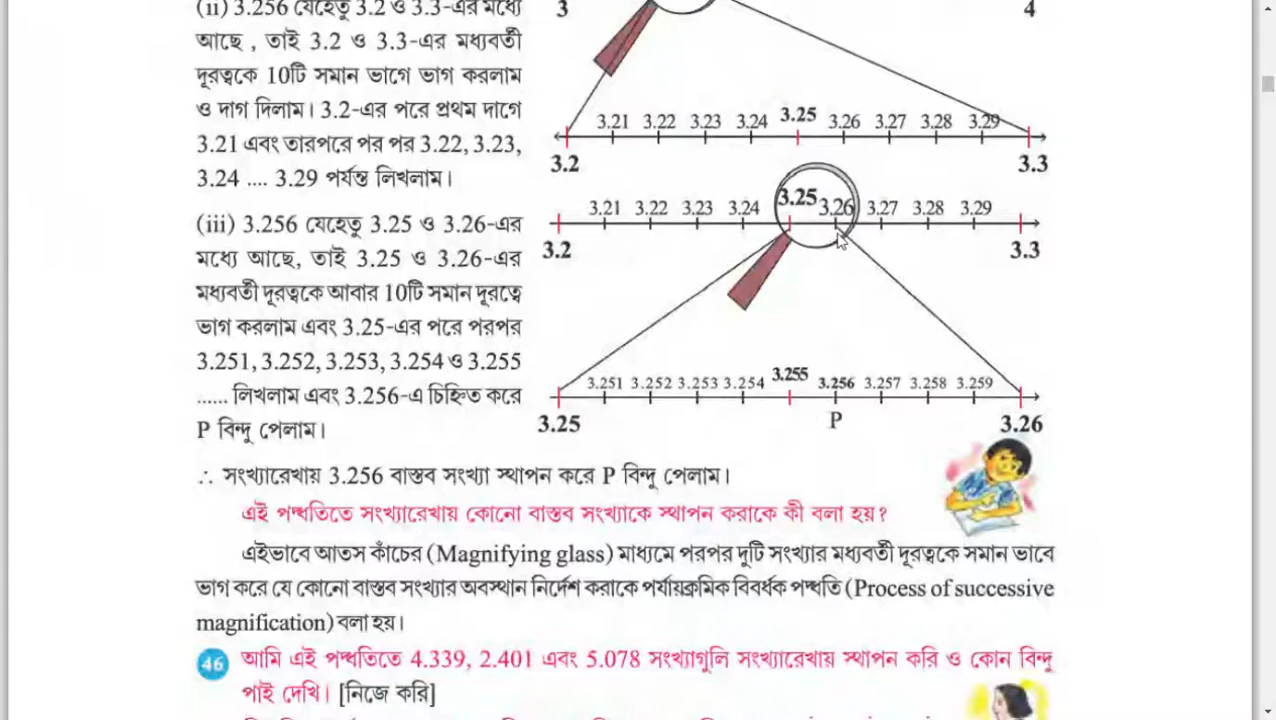 (ii) 3.256 যেহেতু 3.2 ও 3.3-এর মধ্যে
আছে , তাই 3.2 ও 3.3-এর মধ্যবর্তী
দূরত্বকে 10টি সমান ভাগে ভাগ করলাম
ও দাগ দিলাম। 3.2-এর পরে প্রথম দাগে
3.21 এবং তারপরে পর পর 3.22, 3.23,
3.24 .... 3.29 পর্যন্ত লিখলাম।
3 4
3.21 3.22 3.23 3.24 3.25 3.26 3.27 3.28 3.29
3.2 3.3
(iii) 3.256 যেহেতু 3.25 ও 3.26-এর
মধ্যে আছে, তাই 3.25 ও 3.26-এর
মধ্যবর্তী দূরত্বকে আবার 10টি সমান দূরত্বে
ভাগ করলাম এবং 3.25-এর পরে পরপর
3.251, 3.252, 3.253, 3.254 ও 3.255
...... লিখলাম এবং 3.256-এ চিহ্নিত করে
P বিন্দু পেলাম।
3.21 3.22 3.23 3.24 3.25 3.26 3.27 3.28 3.29
3.2 3.3
3.251 3.252 3.253 3.254 3.255 3.256 3.257 3.258 3.259
3.25 P 3.26
∴ সংখ্যারেখায় 3.256 বাস্তব সংখ্যা স্থাপন করে P বিন্দু পেলাম।
এই পদ্ধতিতে সংখ্যারেখায় কোনো বাস্তব সংখ্যাকে স্থাপন করাকে কী বলা হয়?
এইভাবে আতস কাঁচের (Magnifying glass) মাধ্যমে পরপর দুটি সংখ্যার মধ্যবর্তী দূরত্বকে সমান ভাবে
ভাগ করে যে কোনো বাস্তব সংখ্যার অবস্থান নির্দেশ করাকে পর্যায়ক্রমিক বিবর্ধক পদ্ধতি (Process of successive
magnification) বলা হয়।
46 আমি এই পদ্ধতিতে 4.339, 2.401 এবং 5.078 সংখ্যাগুলি সংখ্যারেখায় স্থাপন করি ও কোন বিন্দু
পাই দেখি। [নিজে করি]